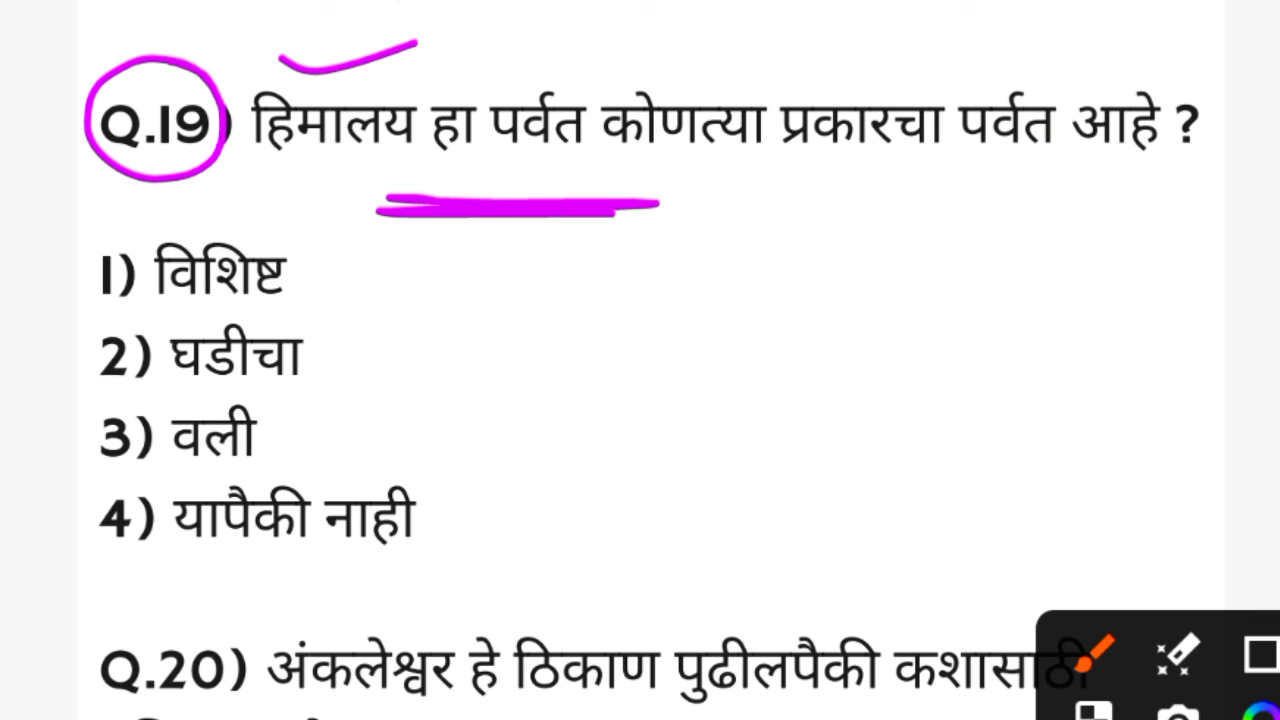 Q.19) हिमालय हा पर्वत कोणत्या प्रकारचा पर्वत आहे ?
1) विशिष्ट
2) घडीचा
3) वली
4) यापैकी नाही
Q.20) अंकलेश्वर हे ठिकाण पुढीलपैकी कशासाठी